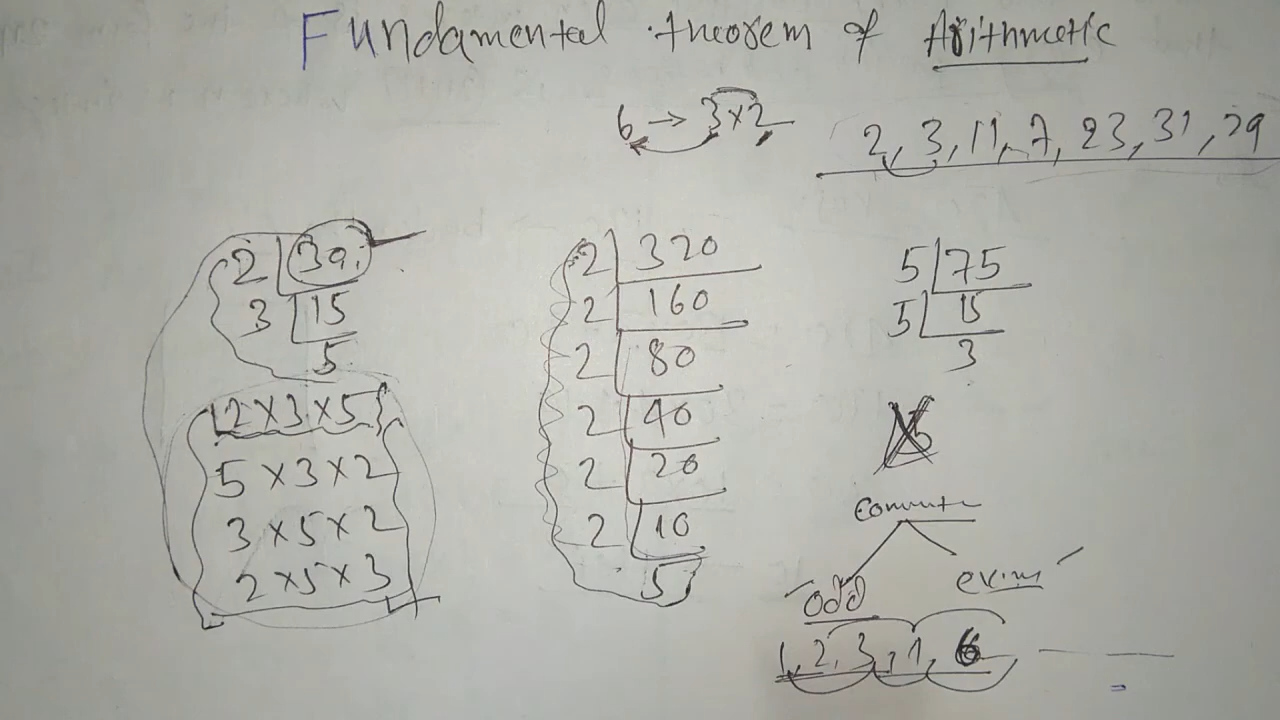 Fundamental theorem of Arithmetic
6 → 3×2
2, 3, 11, 7, 23, 31, 29
2 | 30
3 | 15
5
2×3×5
5×3×2
3×5×2
2×5×3
2 | 320
2 | 160
2 | 80
2 | 40
2 | 20
2 | 10
5
5 | 75
5 | 15
3
odd
1, 2, 3, 1, 6